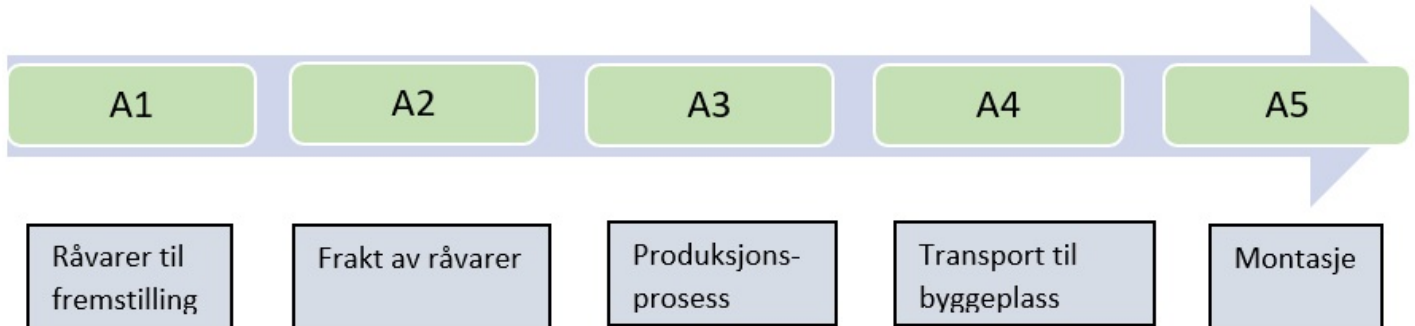 A1
A2
A3
A4
A5
Råvarer til
fremstilling
Frakt av råvarer
Produksjons-
prosess
Transport til
byggeplass
Montasje